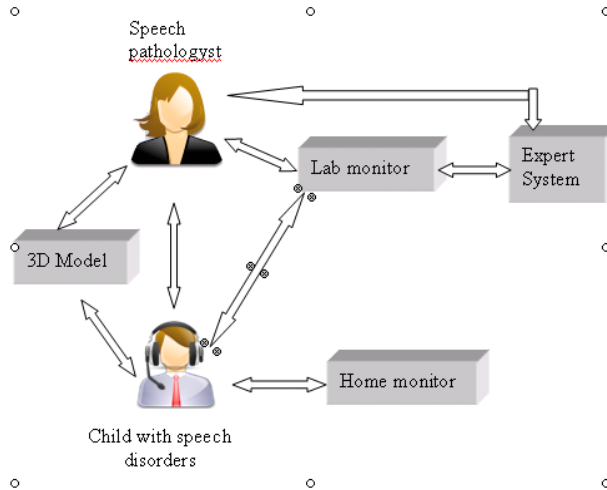 Speech
pathologyst
Lab monitor
Expert
System
3D Model
Home monitor
Child with speech
disorders